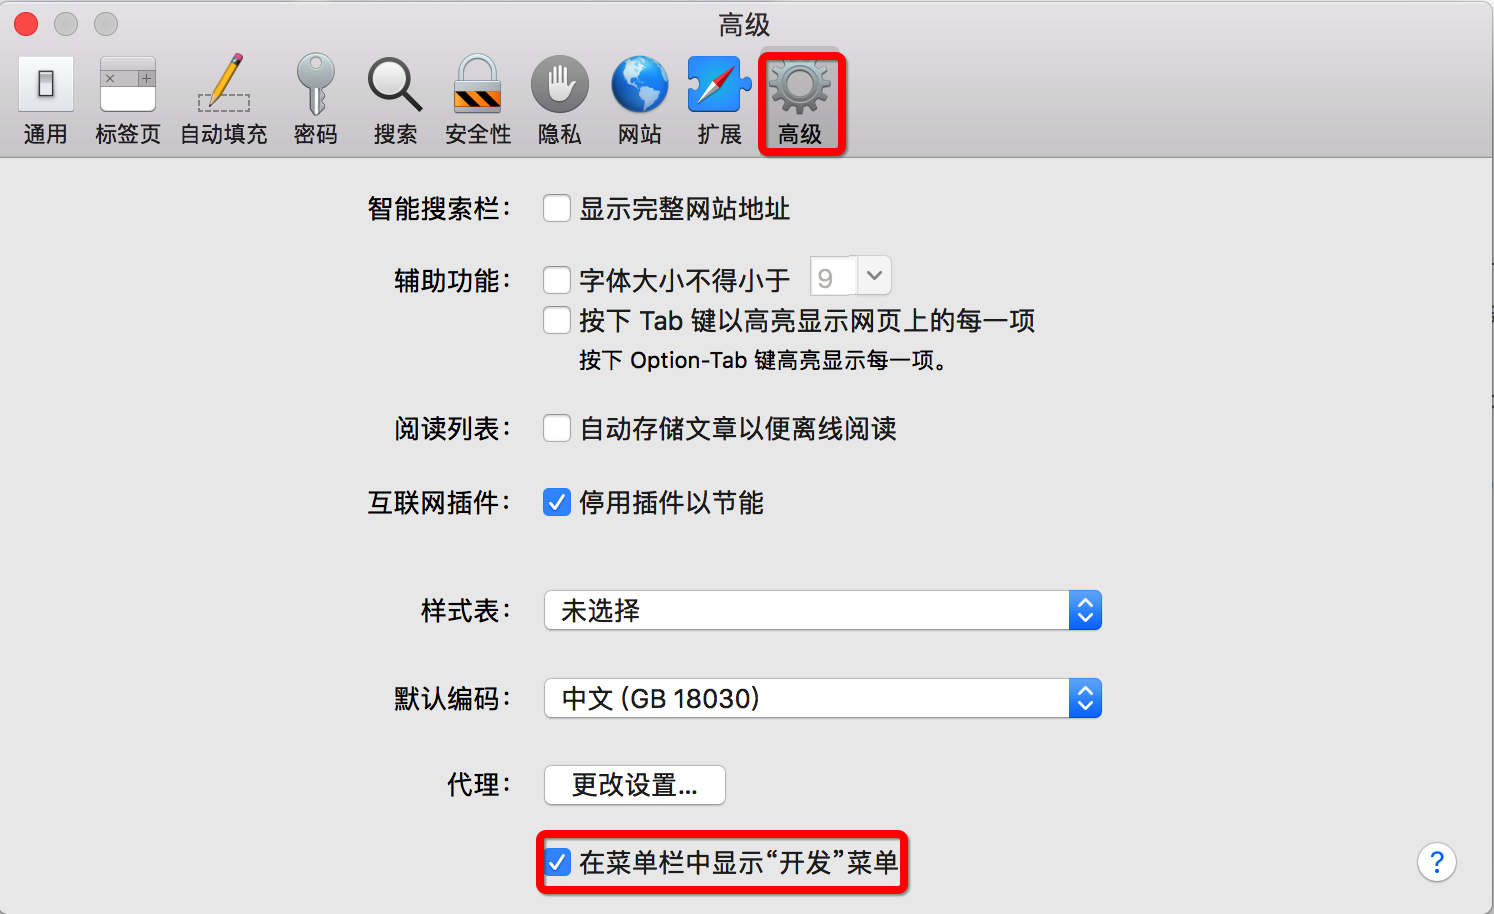 高级
通用 标签页 自动填充 密码 搜索 安全性 隐私 网站 扩展 高级
智能搜索栏： 显示完整网站地址
辅助功能： 字体大小不得小于 9
按下 Tab 键以高亮显示网页上的每一项
按下 Option-Tab 键高亮显示每一项。
阅读列表： 自动存储文章以便离线阅读
互联网插件： 停用插件以节能
样式表： 未选择
默认编码： 中文 (GB 18030)
代理： 更改设置...
在菜单栏中显示“开发”菜单
?